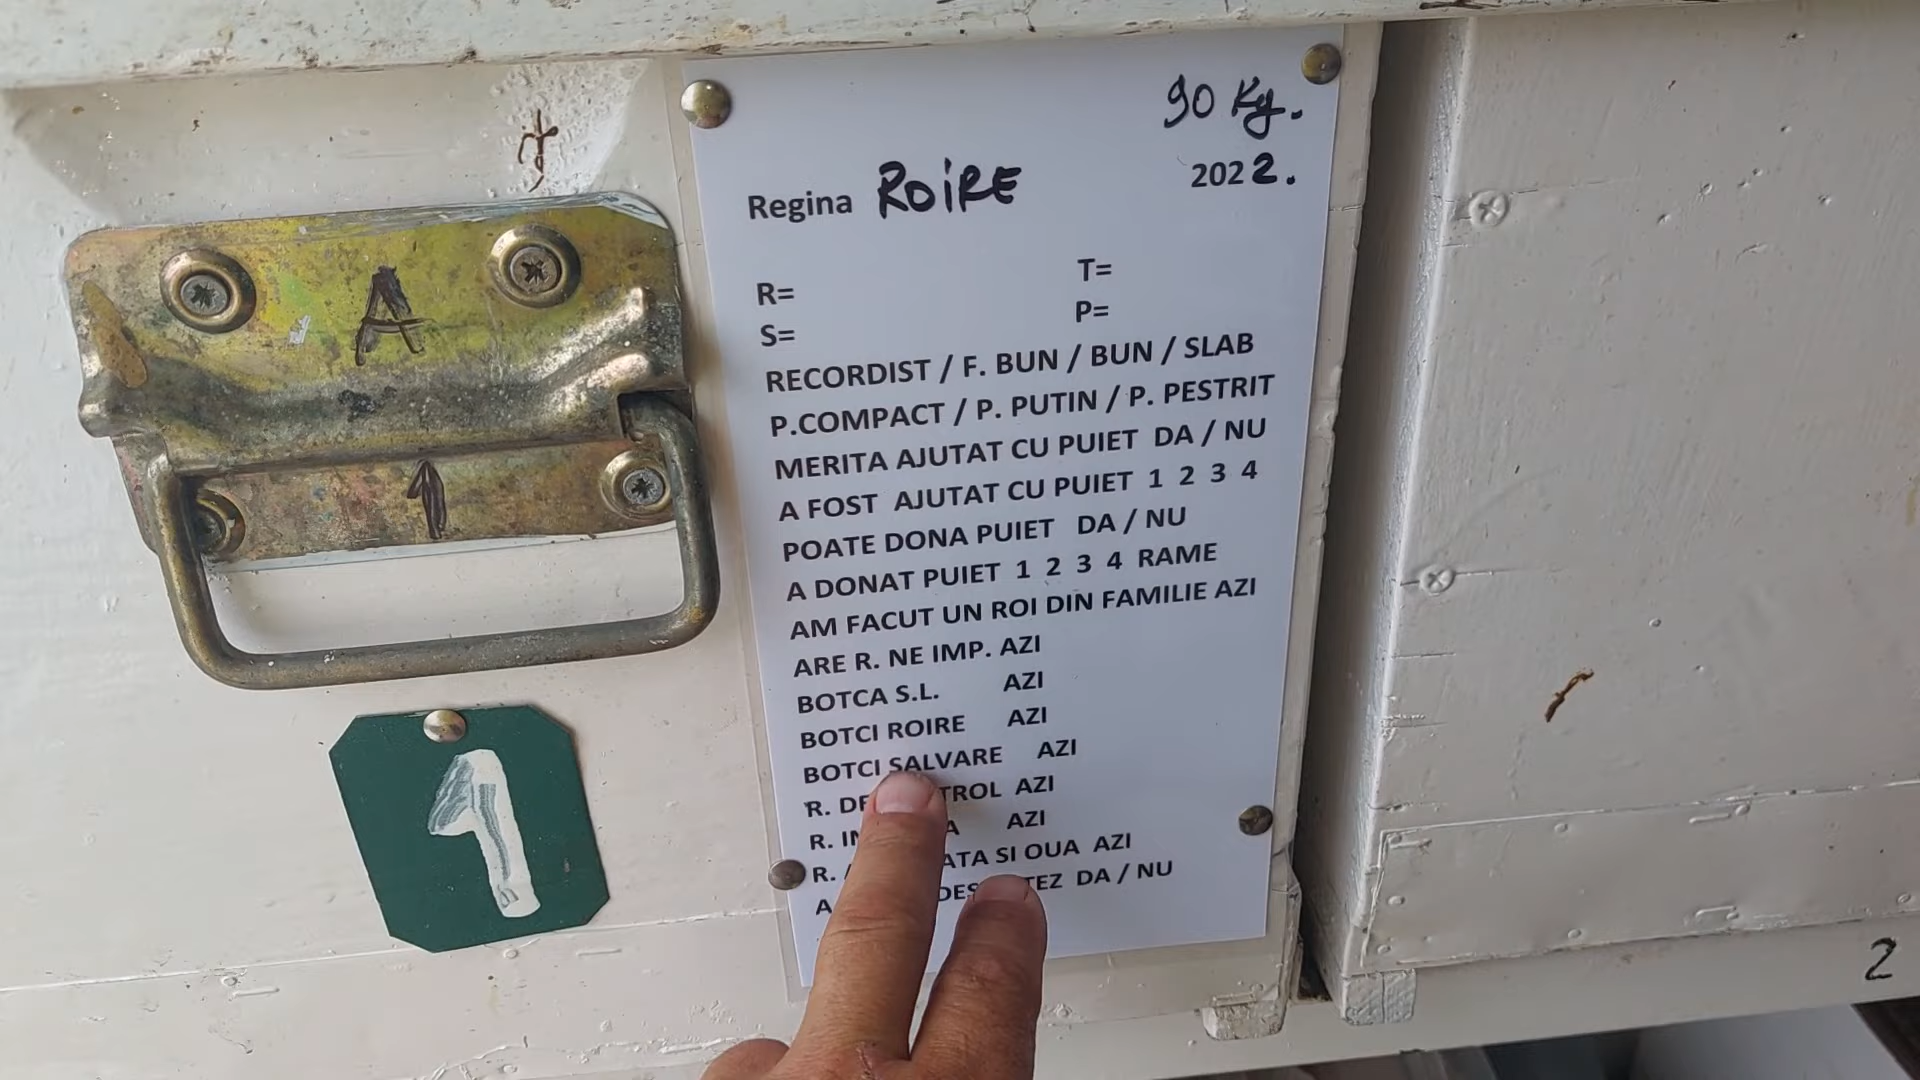 90 Kg.
Regina ROIRE 2022.
R= T=
S= P=
RECORDIST / F. BUN / BUN / SLAB
P.COMPACT / P. PUTIN / P. PESTRIT
MERITA AJUTAT CU PUIET DA / NU
A FOST AJUTAT CU PUIET 1 2 3 4
POATE DONA PUIET DA / NU
A DONAT PUIET 1 2 3 4 RAME
AM FACUT UN ROI DIN FAMILIE AZI
ARE R. NE IMP. AZI
BOTCA S.L. AZI
BOTCI ROIRE AZI
BOTCI SALVARE AZI
R. AZI
R. AZI
R. SI OUA AZI
A DA / NU
A
1
1
2